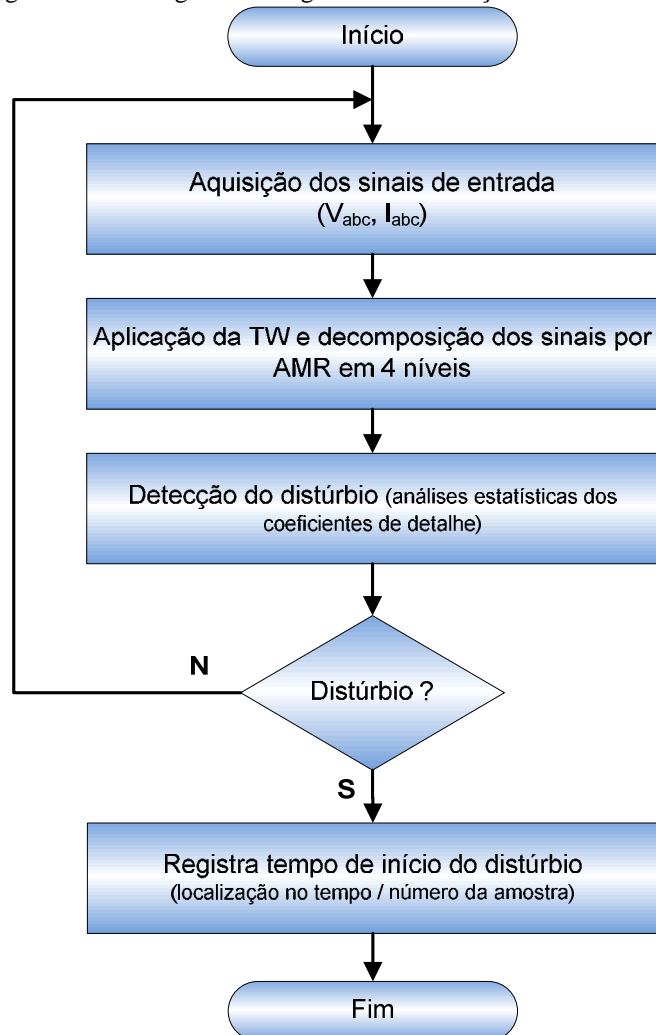 Início
Aquisição dos sinais de entrada
(Vabc, Iabc)
Aplicação da TW e decomposição dos sinais por
AMR em 4 níveis
Detecção do distúrbio (análises estatísticas dos
coeficientes de detalhe)
N
Distúrbio ?
S
Registra tempo de início do distúrbio
(localização no tempo / número da amostra)
Fim